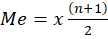 Me = x (n+1)/2